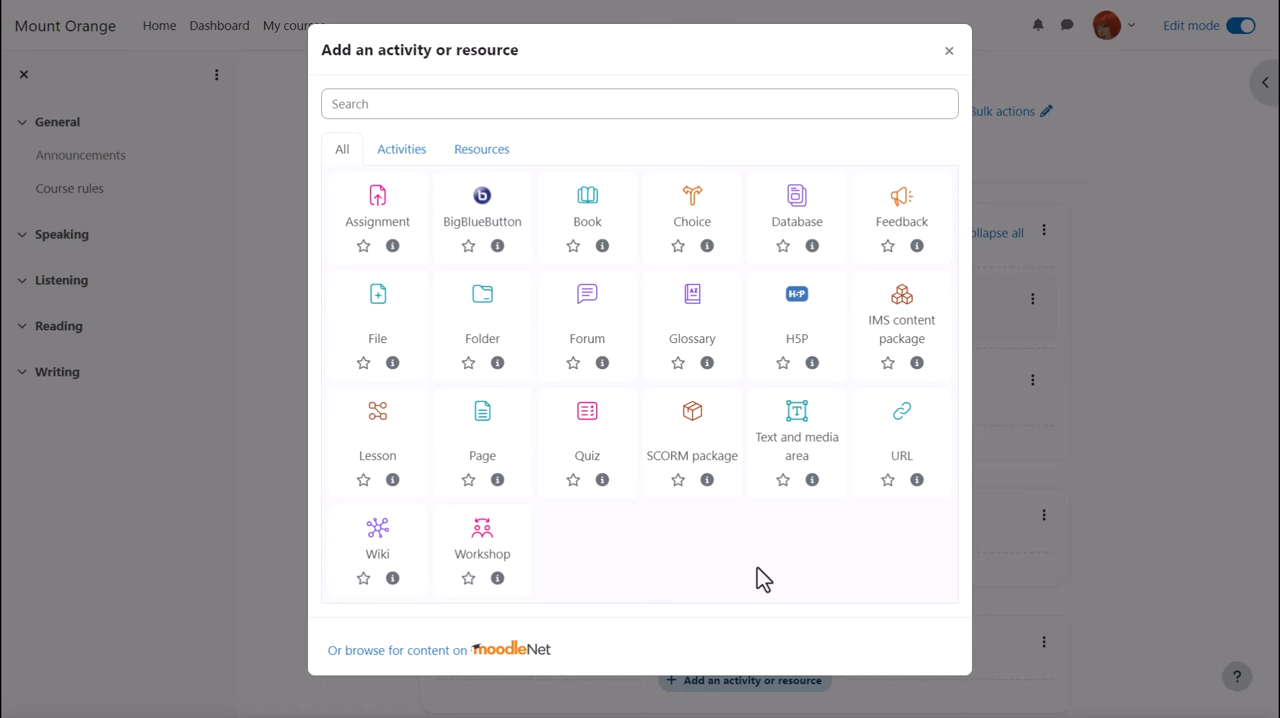 Mount Orange
Home
Dashboard
My cours
Edit mode
Add an activity or resource
Search
All
Activities
Resources
General
Announcements
Course rules
Speaking
Listening
Reading
Writing
Bulk actions
ollapse all
Assignment
BigBlueButton
Book
Choice
Database
Feedback
File
Folder
Forum
Glossary
H-P
H5P
IMS content
package
Lesson
Page
Quiz
SCORM package
Text and media
area
URL
Wiki
Workshop
Or browse for content on moodleNet
+ Add an activity or resource
?